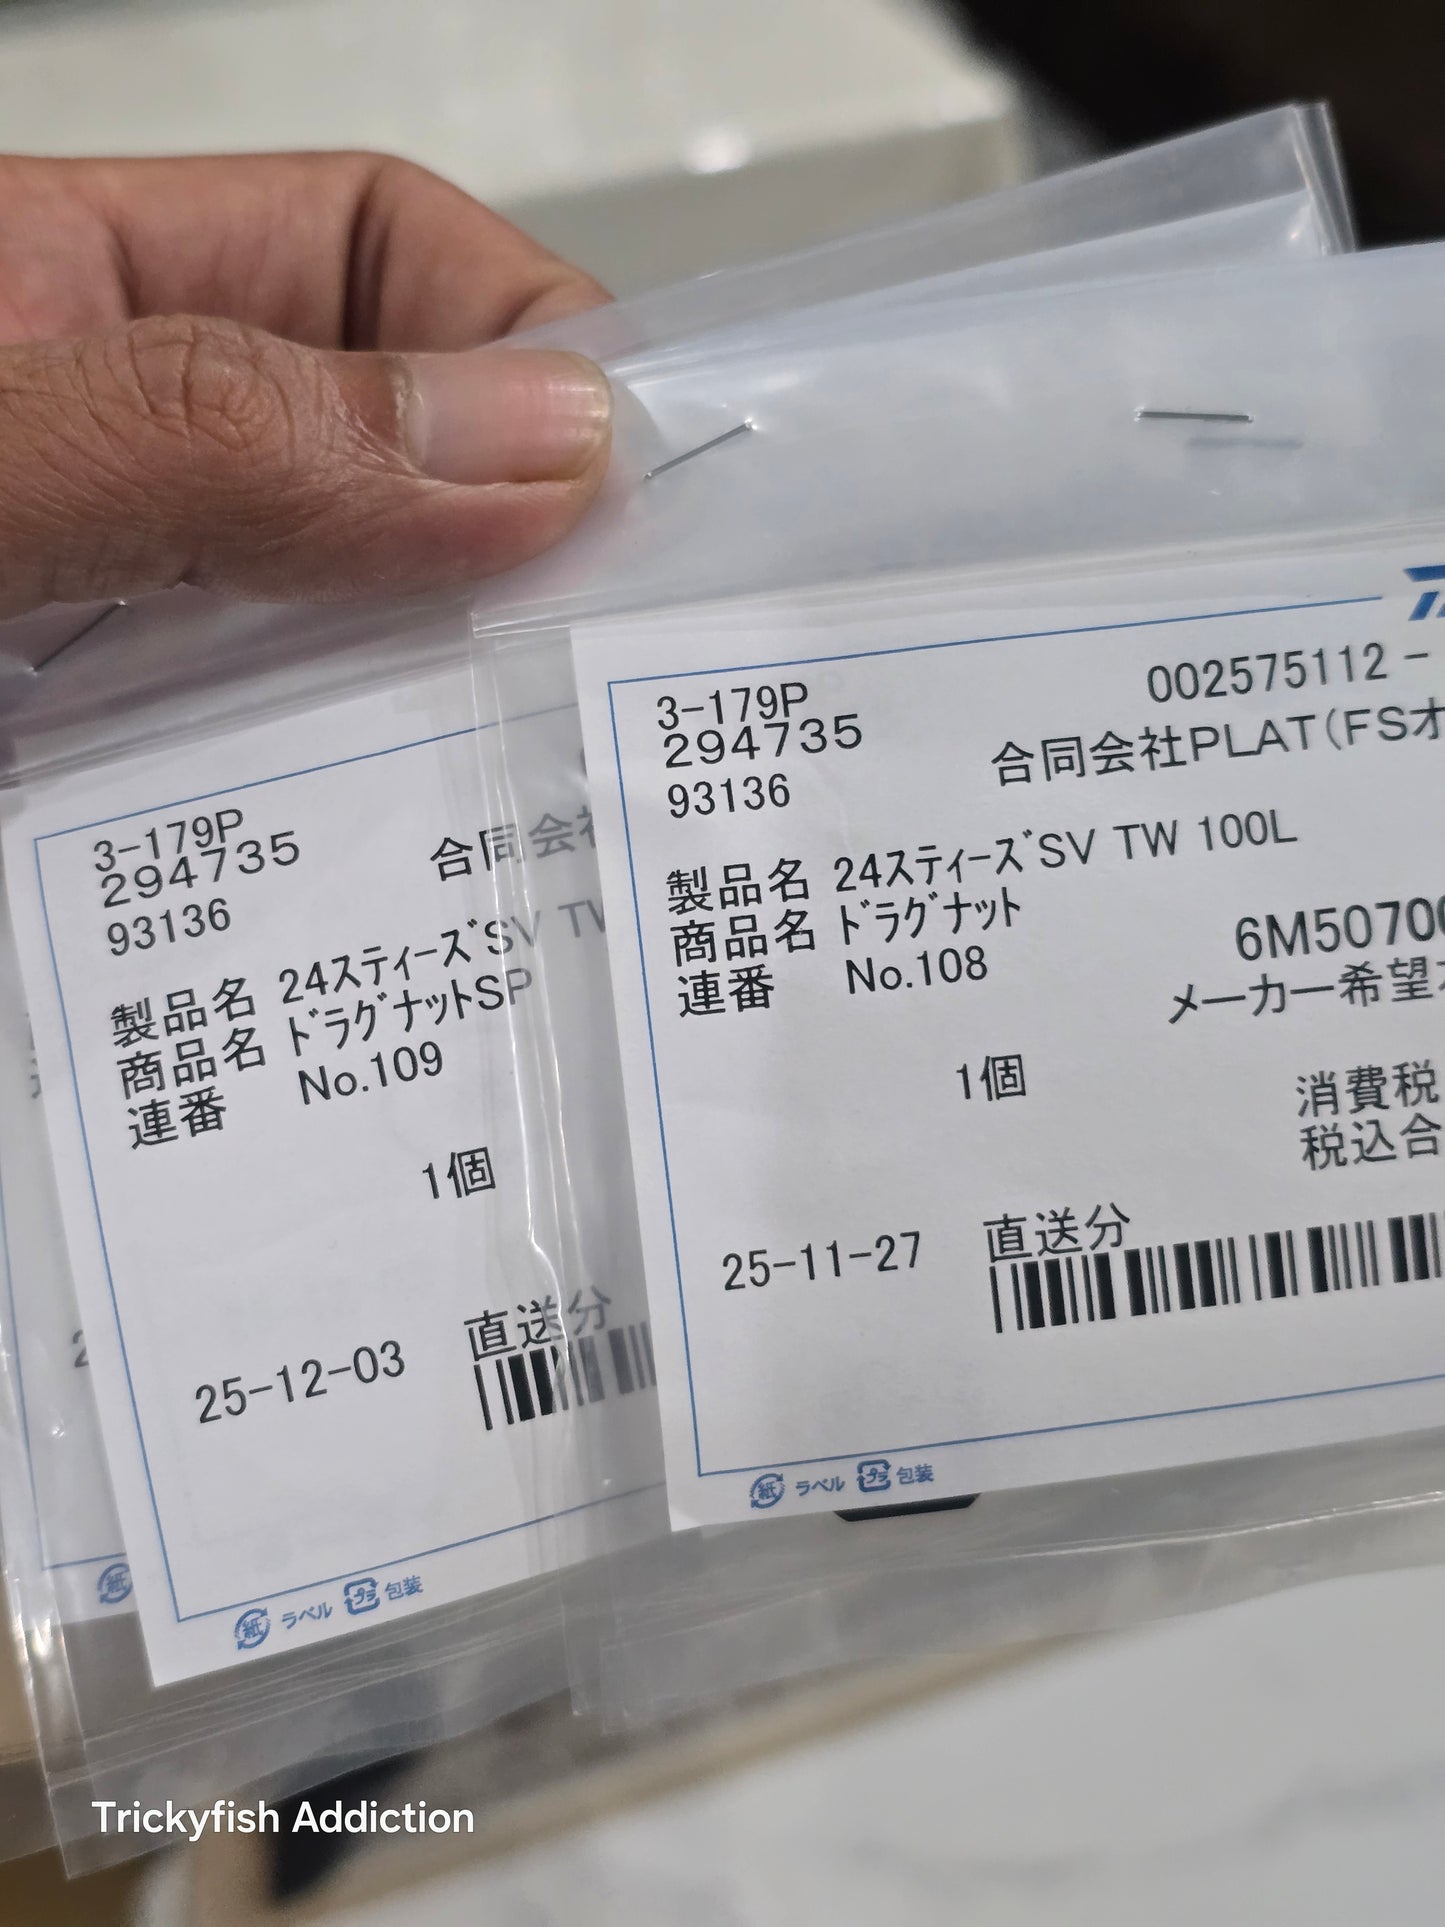 3-179P
294735
93136
002575112 -
合同会社PLAT(FSオ
製品名 24スティーズSV TW 100L
商品名 ドラグナット
連番 No.108
6M5070
メーカー希望
1個
消費税
税込合
25-11-27
直送分
紙 ラベル プラ 包装
3-179P
294735
93136
合同会社
製品名 24スティーズSV TW
商品名 ドラグナットSP
連番 No.109
1個
25-12-03
直送分
紙 ラベル プラ 包装
紙
Trickyfish Addiction